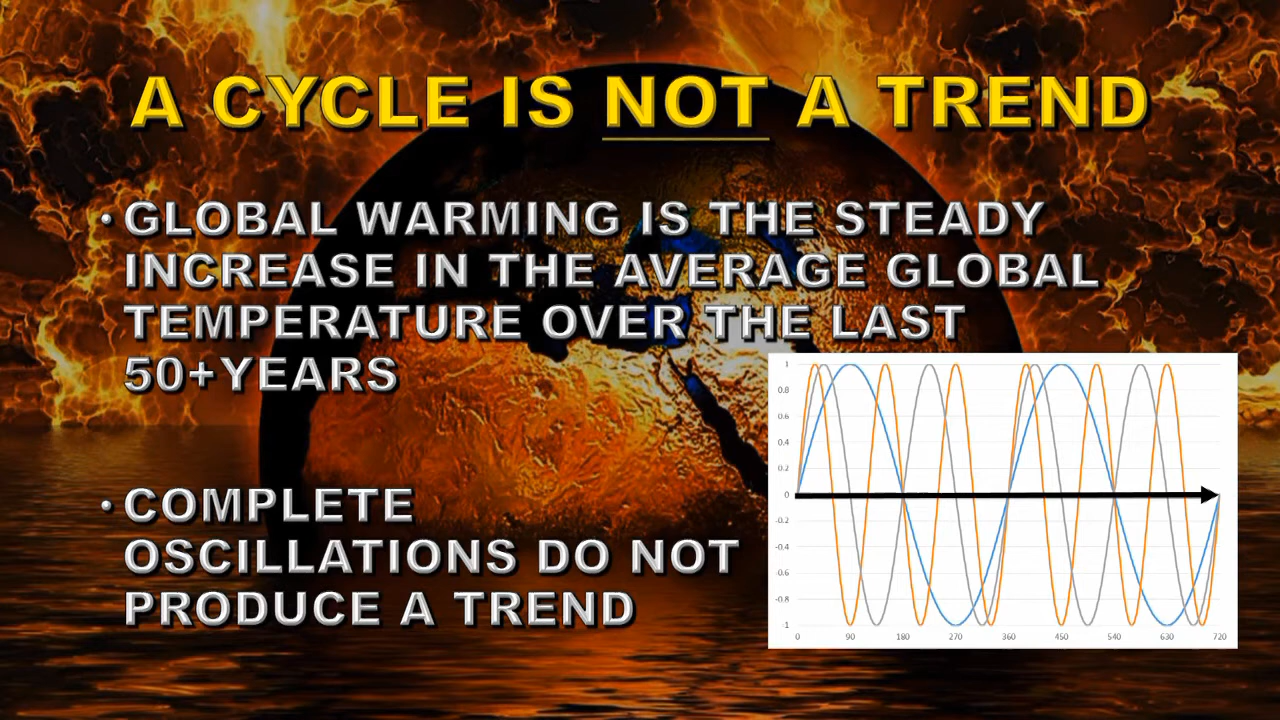 A CYCLE IS NOT A TREND
• GLOBAL WARMING IS THE STEADY
INCREASE IN THE AVERAGE GLOBAL
TEMPERATURE OVER THE LAST
50+YEARS
• COMPLETE
OSCILLATIONS DO NOT
PRODUCE A TREND
1
0.8
0.6
0.4
0.2
0
-0.2
-0.4
-0.6
-0.8
-1
0 90 180 270 360 450 540 630 720